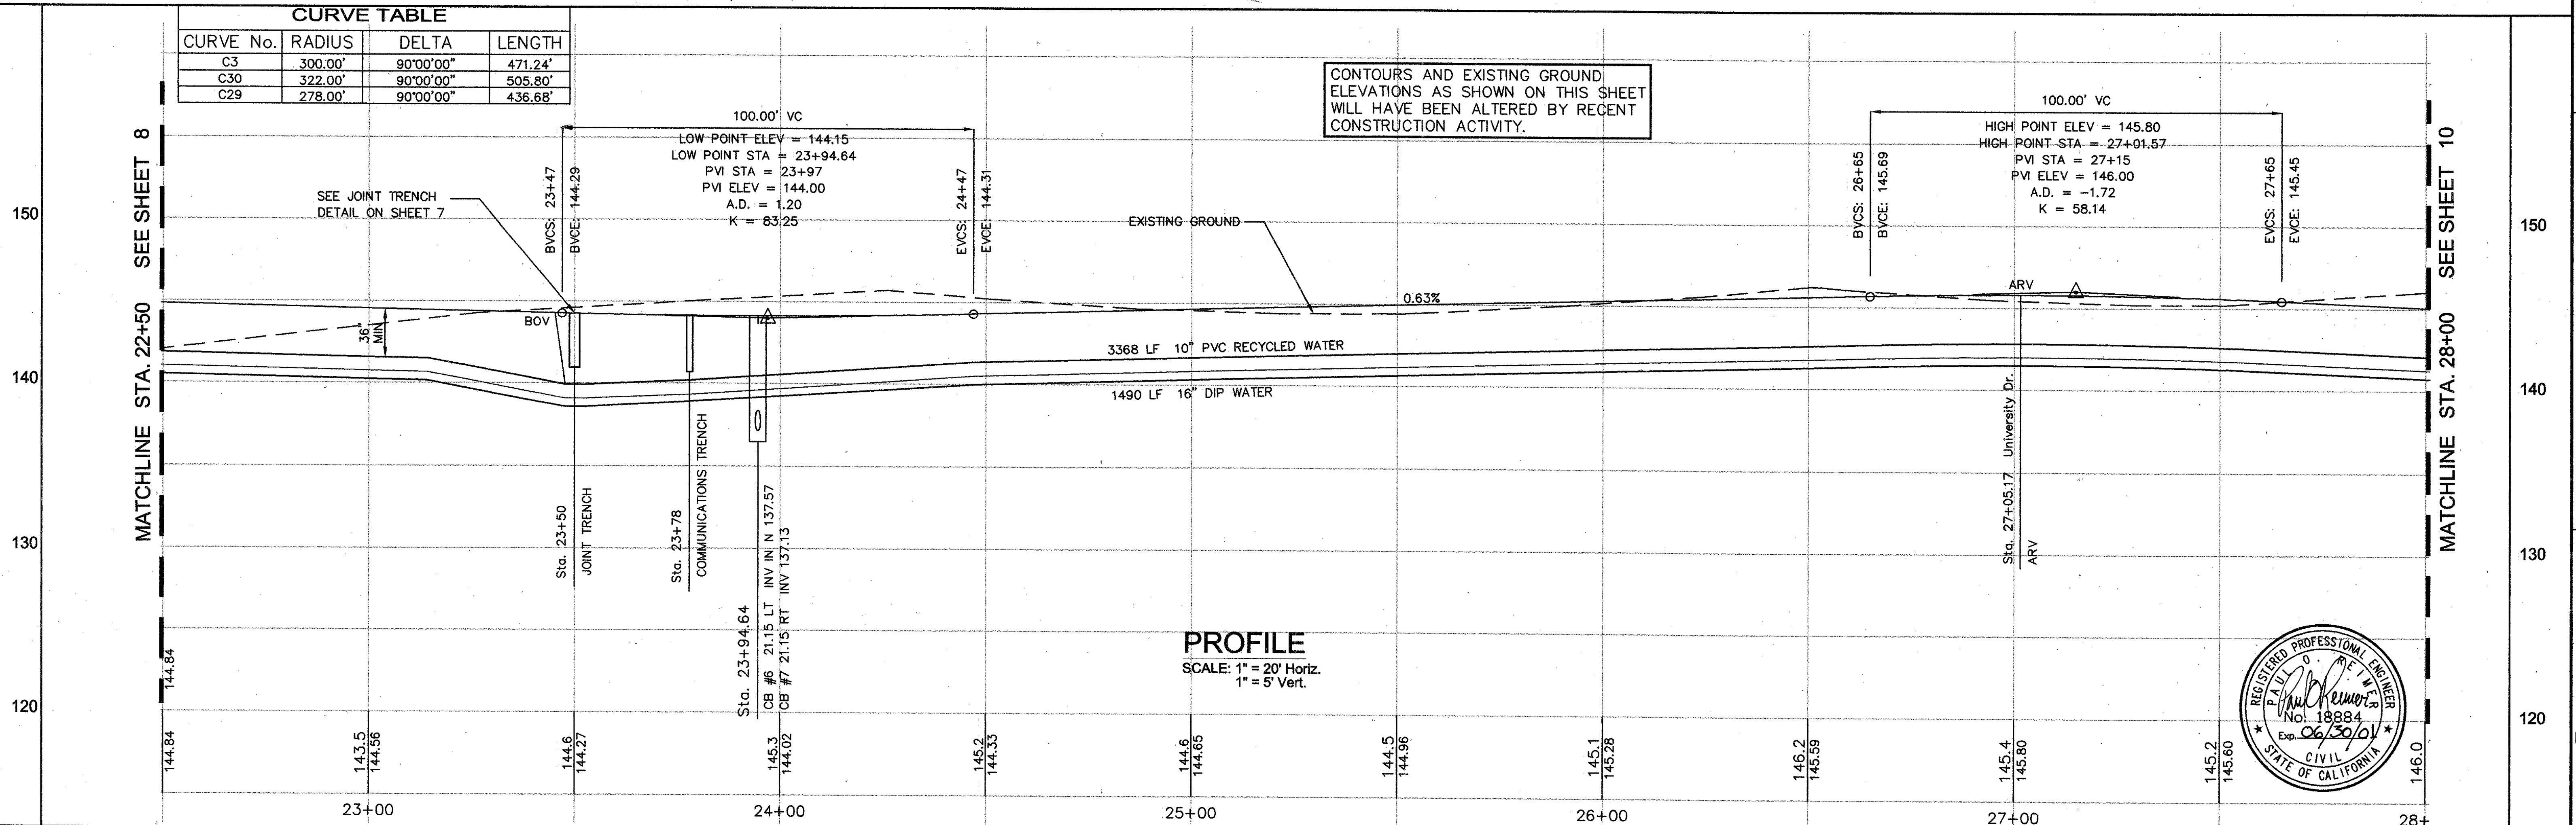 CURVE TABLE
CURVE No. RADIUS DELTA LENGTH
C3 300.00' 90°00'00" 471.24'
C30 322.00' 90°00'00" 505.80'
C29 278.00' 90°00'00" 436.68'
CONTOURS AND EXISTING GROUND
ELEVATIONS AS SHOWN ON THIS SHEET
WILL HAVE BEEN ALTERED BY RECENT
CONSTRUCTION ACTIVITY.
100.00' VC
LOW POINT ELEV = 144.15
LOW POINT STA = 23+94.64
PVI STA = 23+97
PVI ELEV = 144.00
A.D. = 1.20
K = 83.25
BVCS: 23+47
BVCE: 144.29
EVCS: 24+47
EVCE: 144.31
100.00' VC
HIGH POINT ELEV = 145.80
HIGH POINT STA = 27+01.57
PVI STA = 27+15
PVI ELEV = 146.00
A.D. = -1.72
K = 58.14
BVCS: 26+65
BVCE: 145.69
EVCS: 27+65
EVCE: 145.45
MATCHLINE STA. 22+50 SEE SHEET 8
MATCHLINE STA. 28+00 SEE SHEET 10
SEE JOINT TRENCH
DETAIL ON SHEET 7
EXISTING GROUND
0.63%
ARV
BOV
36"
MIN
3368 LF 10" PVC RECYCLED WATER
1490 LF 16" DIP WATER
150
140
130
120
150
140
130
120
Sta. 23+50
JOINT TRENCH
Sta. 23+78
COMMUNICATIONS TRENCH
Sta. 23+94.64
CB #6 21.15 LT INV IN N 137.57
CB #7 21.15 RT INV 137.13
Sta. 27+05.17 University Dr.
ARV
PROFILE
SCALE: 1" = 20' Horiz.
1" = 5' Vert.
REGISTERED PROFESSIONAL ENGINEER
PAUL O. REIMER
Paul O Reimer
No. 18884
Exp. 06/30/01
CIVIL
STATE OF CALIFORNIA
144.84
144.84
143.5
144.56
144.6
144.27
145.3
144.02
145.2
144.33
144.6
144.65
144.5
144.96
145.1
145.28
146.2
145.59
145.4
145.80
145.2
145.60
146.0
23+00
24+00
25+00
26+00
27+00
28+